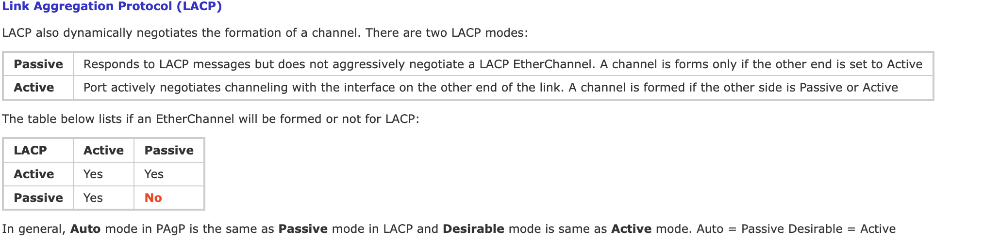 Link Aggregation Protocol (LACP)
LACP also dynamically negotiates the formation of a channel. There are two LACP modes:
Passive Responds to LACP messages but does not aggressively negotiate a LACP EtherChannel. A channel is forms only if the other end is set to Active
Active Port actively negotiates channeling with the interface on the other end of the link. A channel is formed if the other side is Passive or Active
The table below lists if an EtherChannel will be formed or not for LACP:
LACP Active Passive
Active Yes Yes
Passive Yes No
In general, Auto mode in PAgP is the same as Passive mode in LACP and Desirable mode is same as Active mode. Auto = Passive Desirable = Active